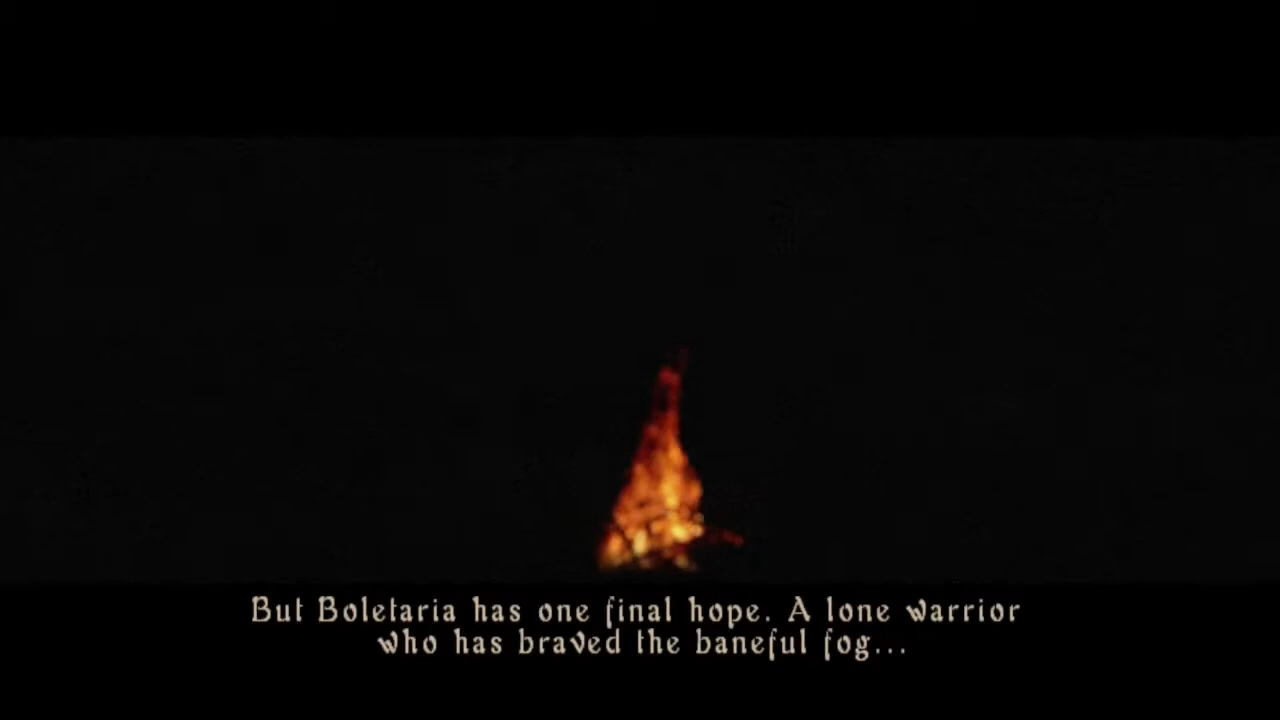 But Boletaria has one final hope. A lone warrior
who has braved the baneful fog...